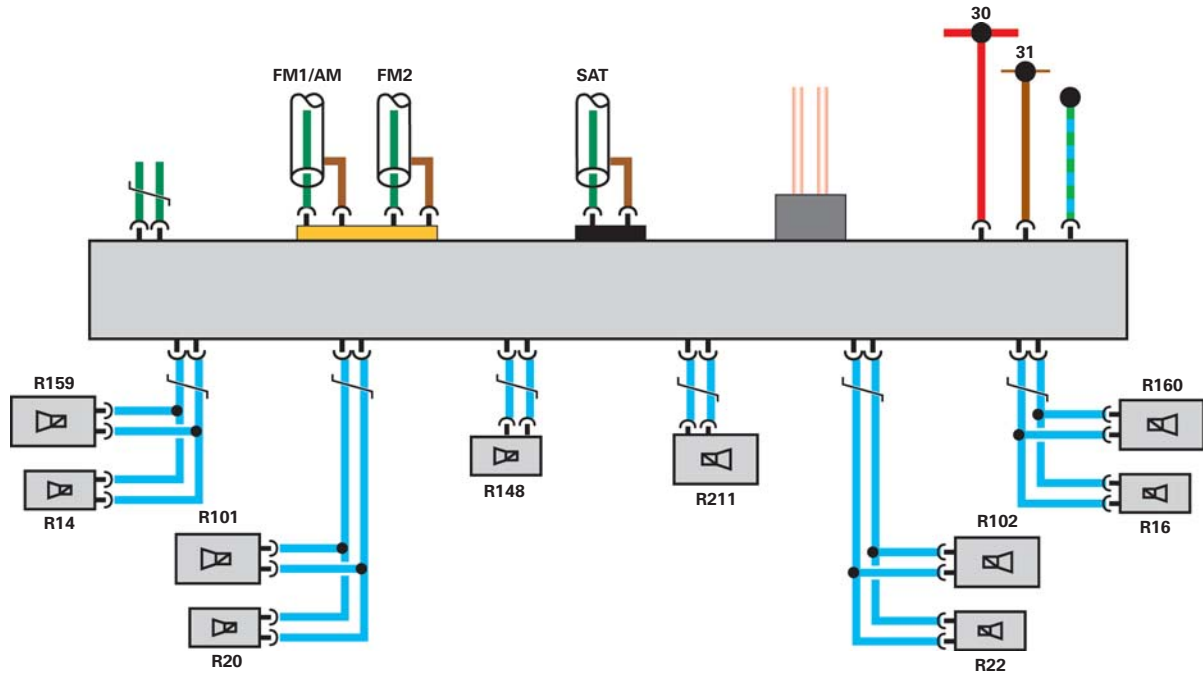 30
31
FM1/AM
FM2
SAT
R159
R160
R14
R148
R211
R16
R101
R102
R20
R22